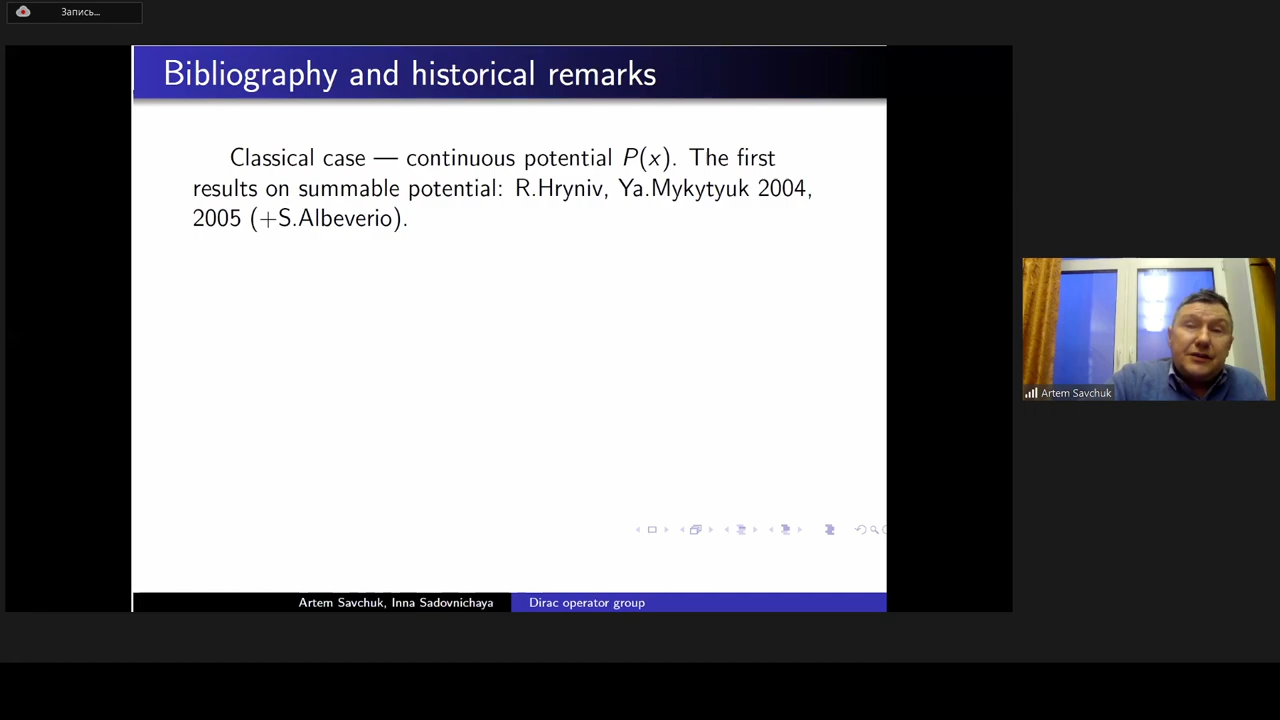 Запись...
Bibliography and historical remarks
Classical case — continuous potential P(x). The first
results on summable potential: R.Hryniv, Ya.Mykytyuk 2004,
2005 (+S.Albeverio).
Artem Savchuk
Artem Savchuk, Inna Sadovnichaya
Dirac operator group